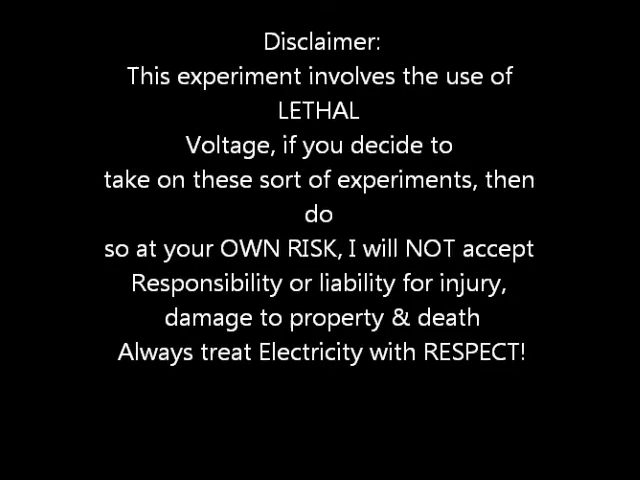 Disclaimer:
This experiment involves the use of
LETHAL
Voltage, if you decide to
take on these sort of experiments, then
do
so at your OWN RISK, I will NOT accept
Responsibility or liability for injury,
damage to property & death
Always treat Electricity with RESPECT!